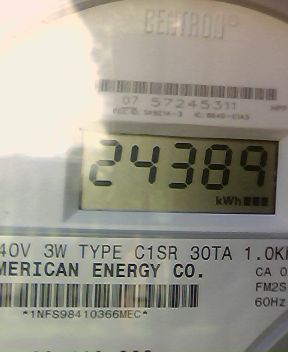 CENTRON®
07 57245311
24389
kWh
40V 3W TYPE C1SR 30TA 1.0K
MERICAN ENERGY CO.
CA 0
FM2S
60Hz
*1NFS98410366MEC*